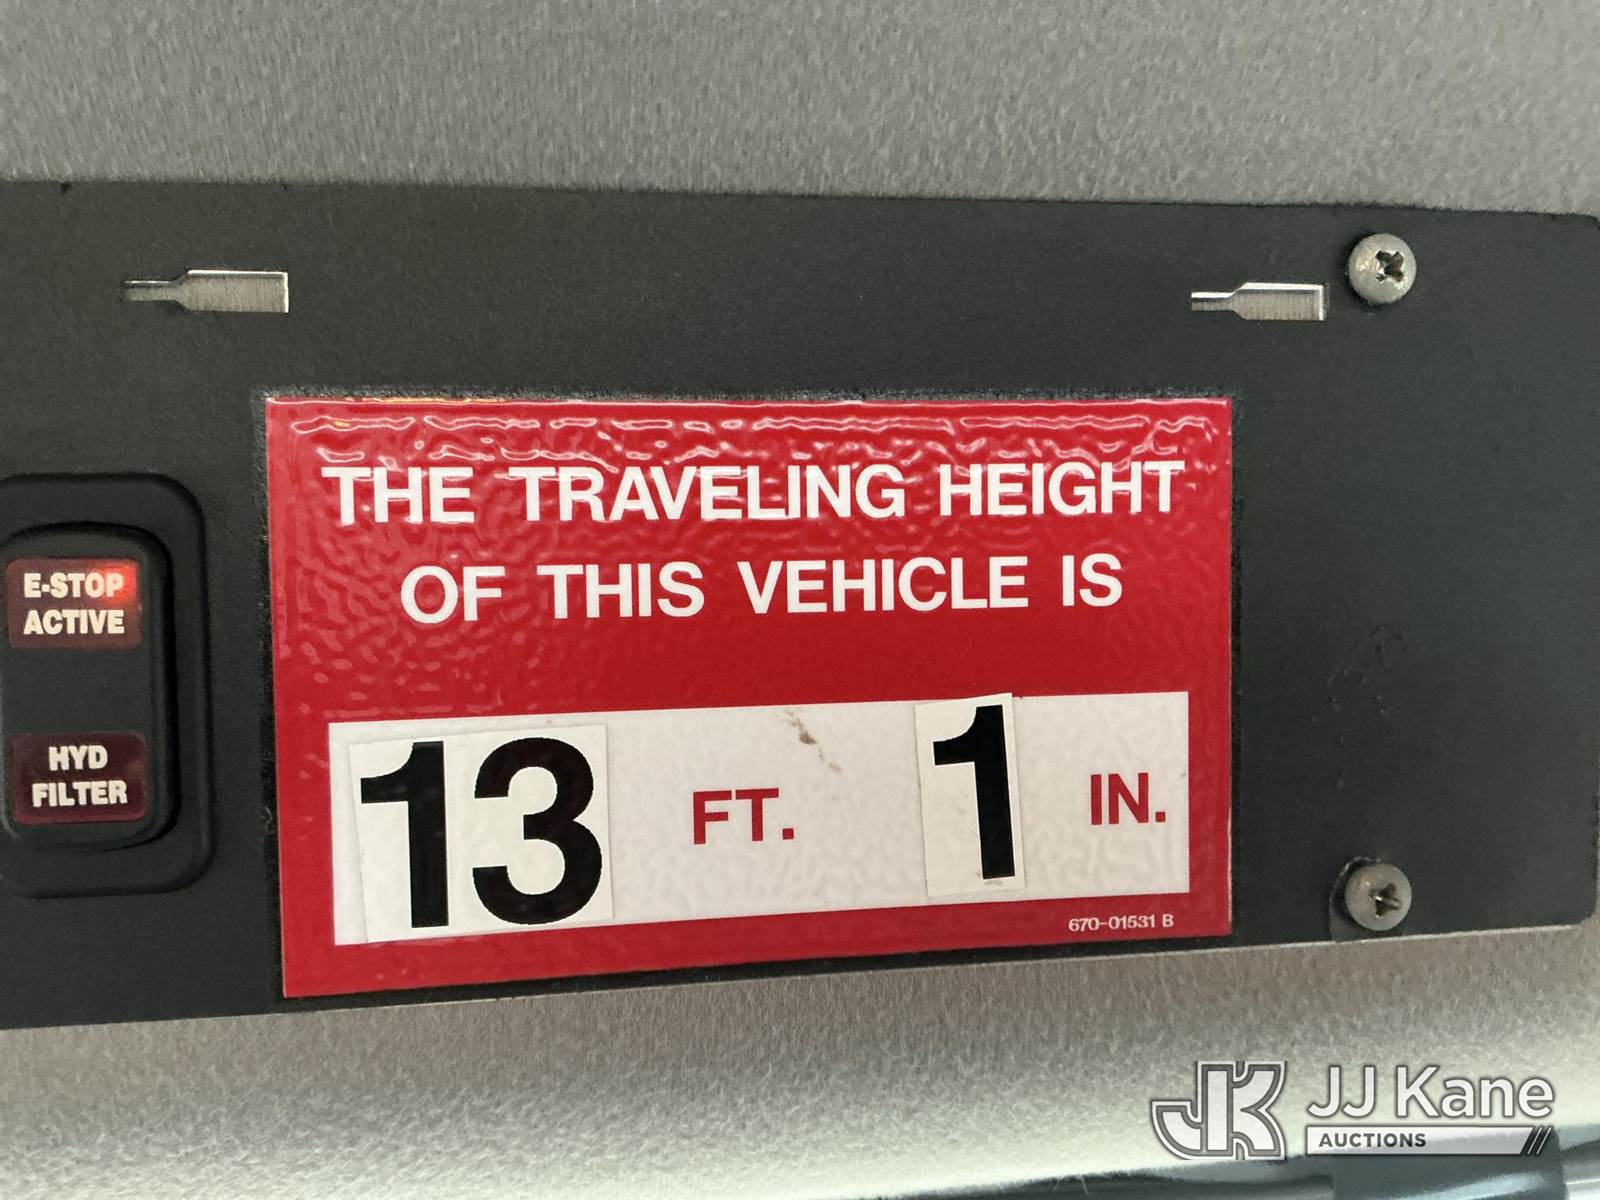 THE TRAVELING HEIGHT
OF THIS VEHICLE IS
13 FT. 1 IN.
670-01531 B
E-STOP
ACTIVE
HYD
FILTER
JK JJ Kane
AUCTIONS